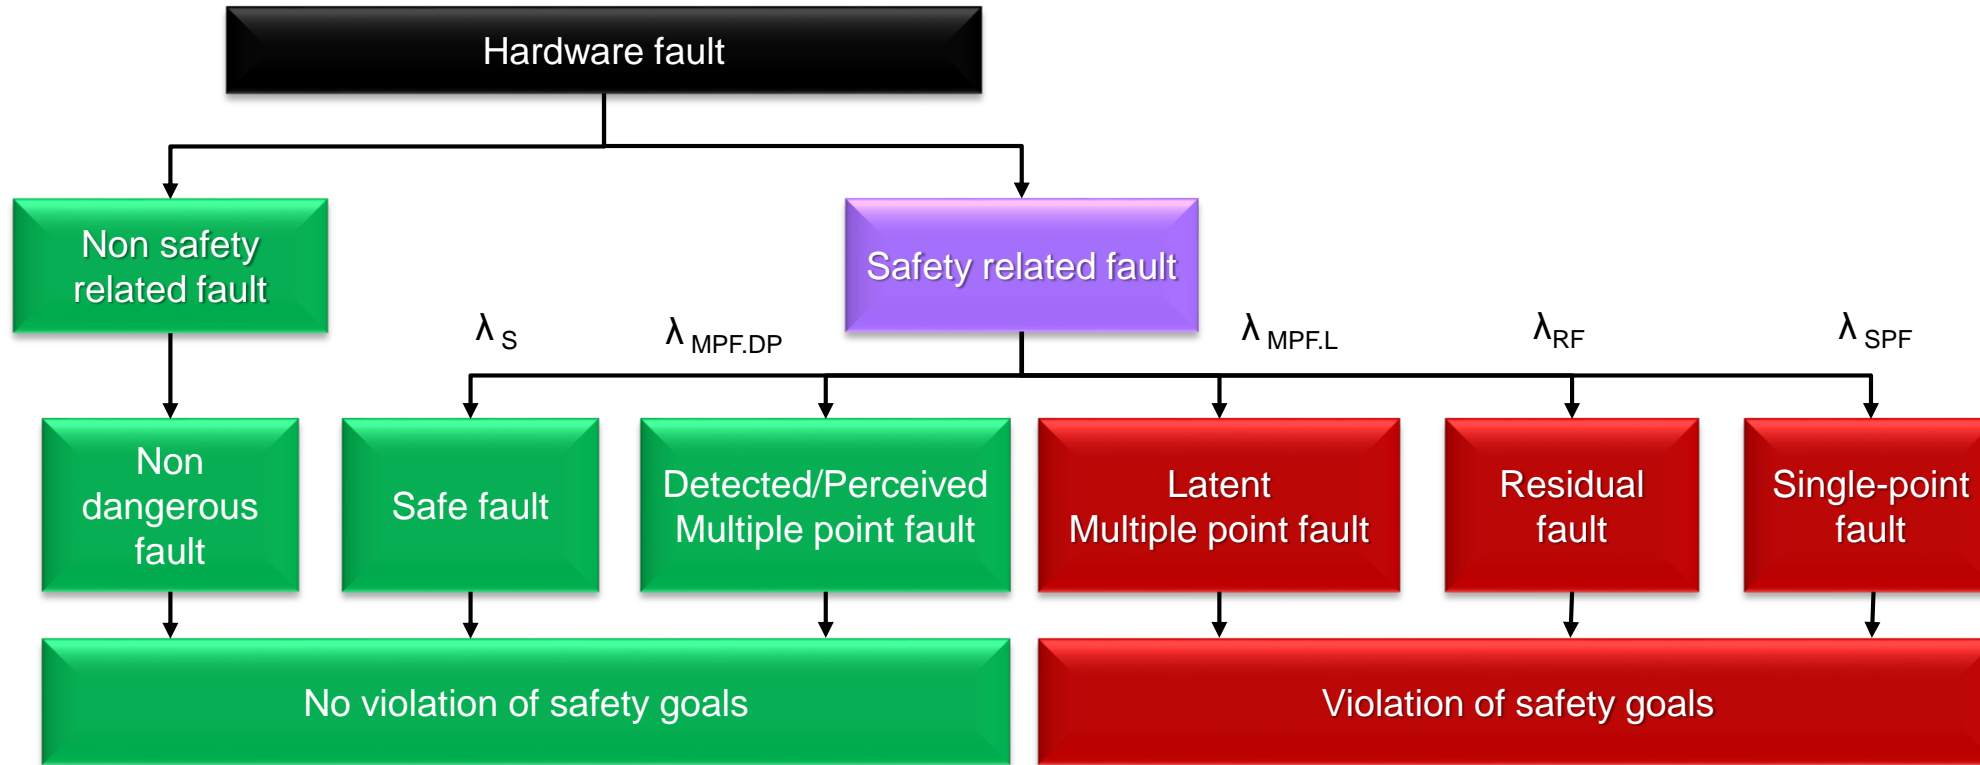 Hardware fault
Non safety
related fault
Safety related fault
λ S
λ MPF.DP
λ MPF.L
λRF
λ SPF
Non
dangerous
fault
Safe fault
Detected/Perceived
Multiple point fault
Latent
Multiple point fault
Residual
fault
Single-point
fault
No violation of safety goals
Violation of safety goals